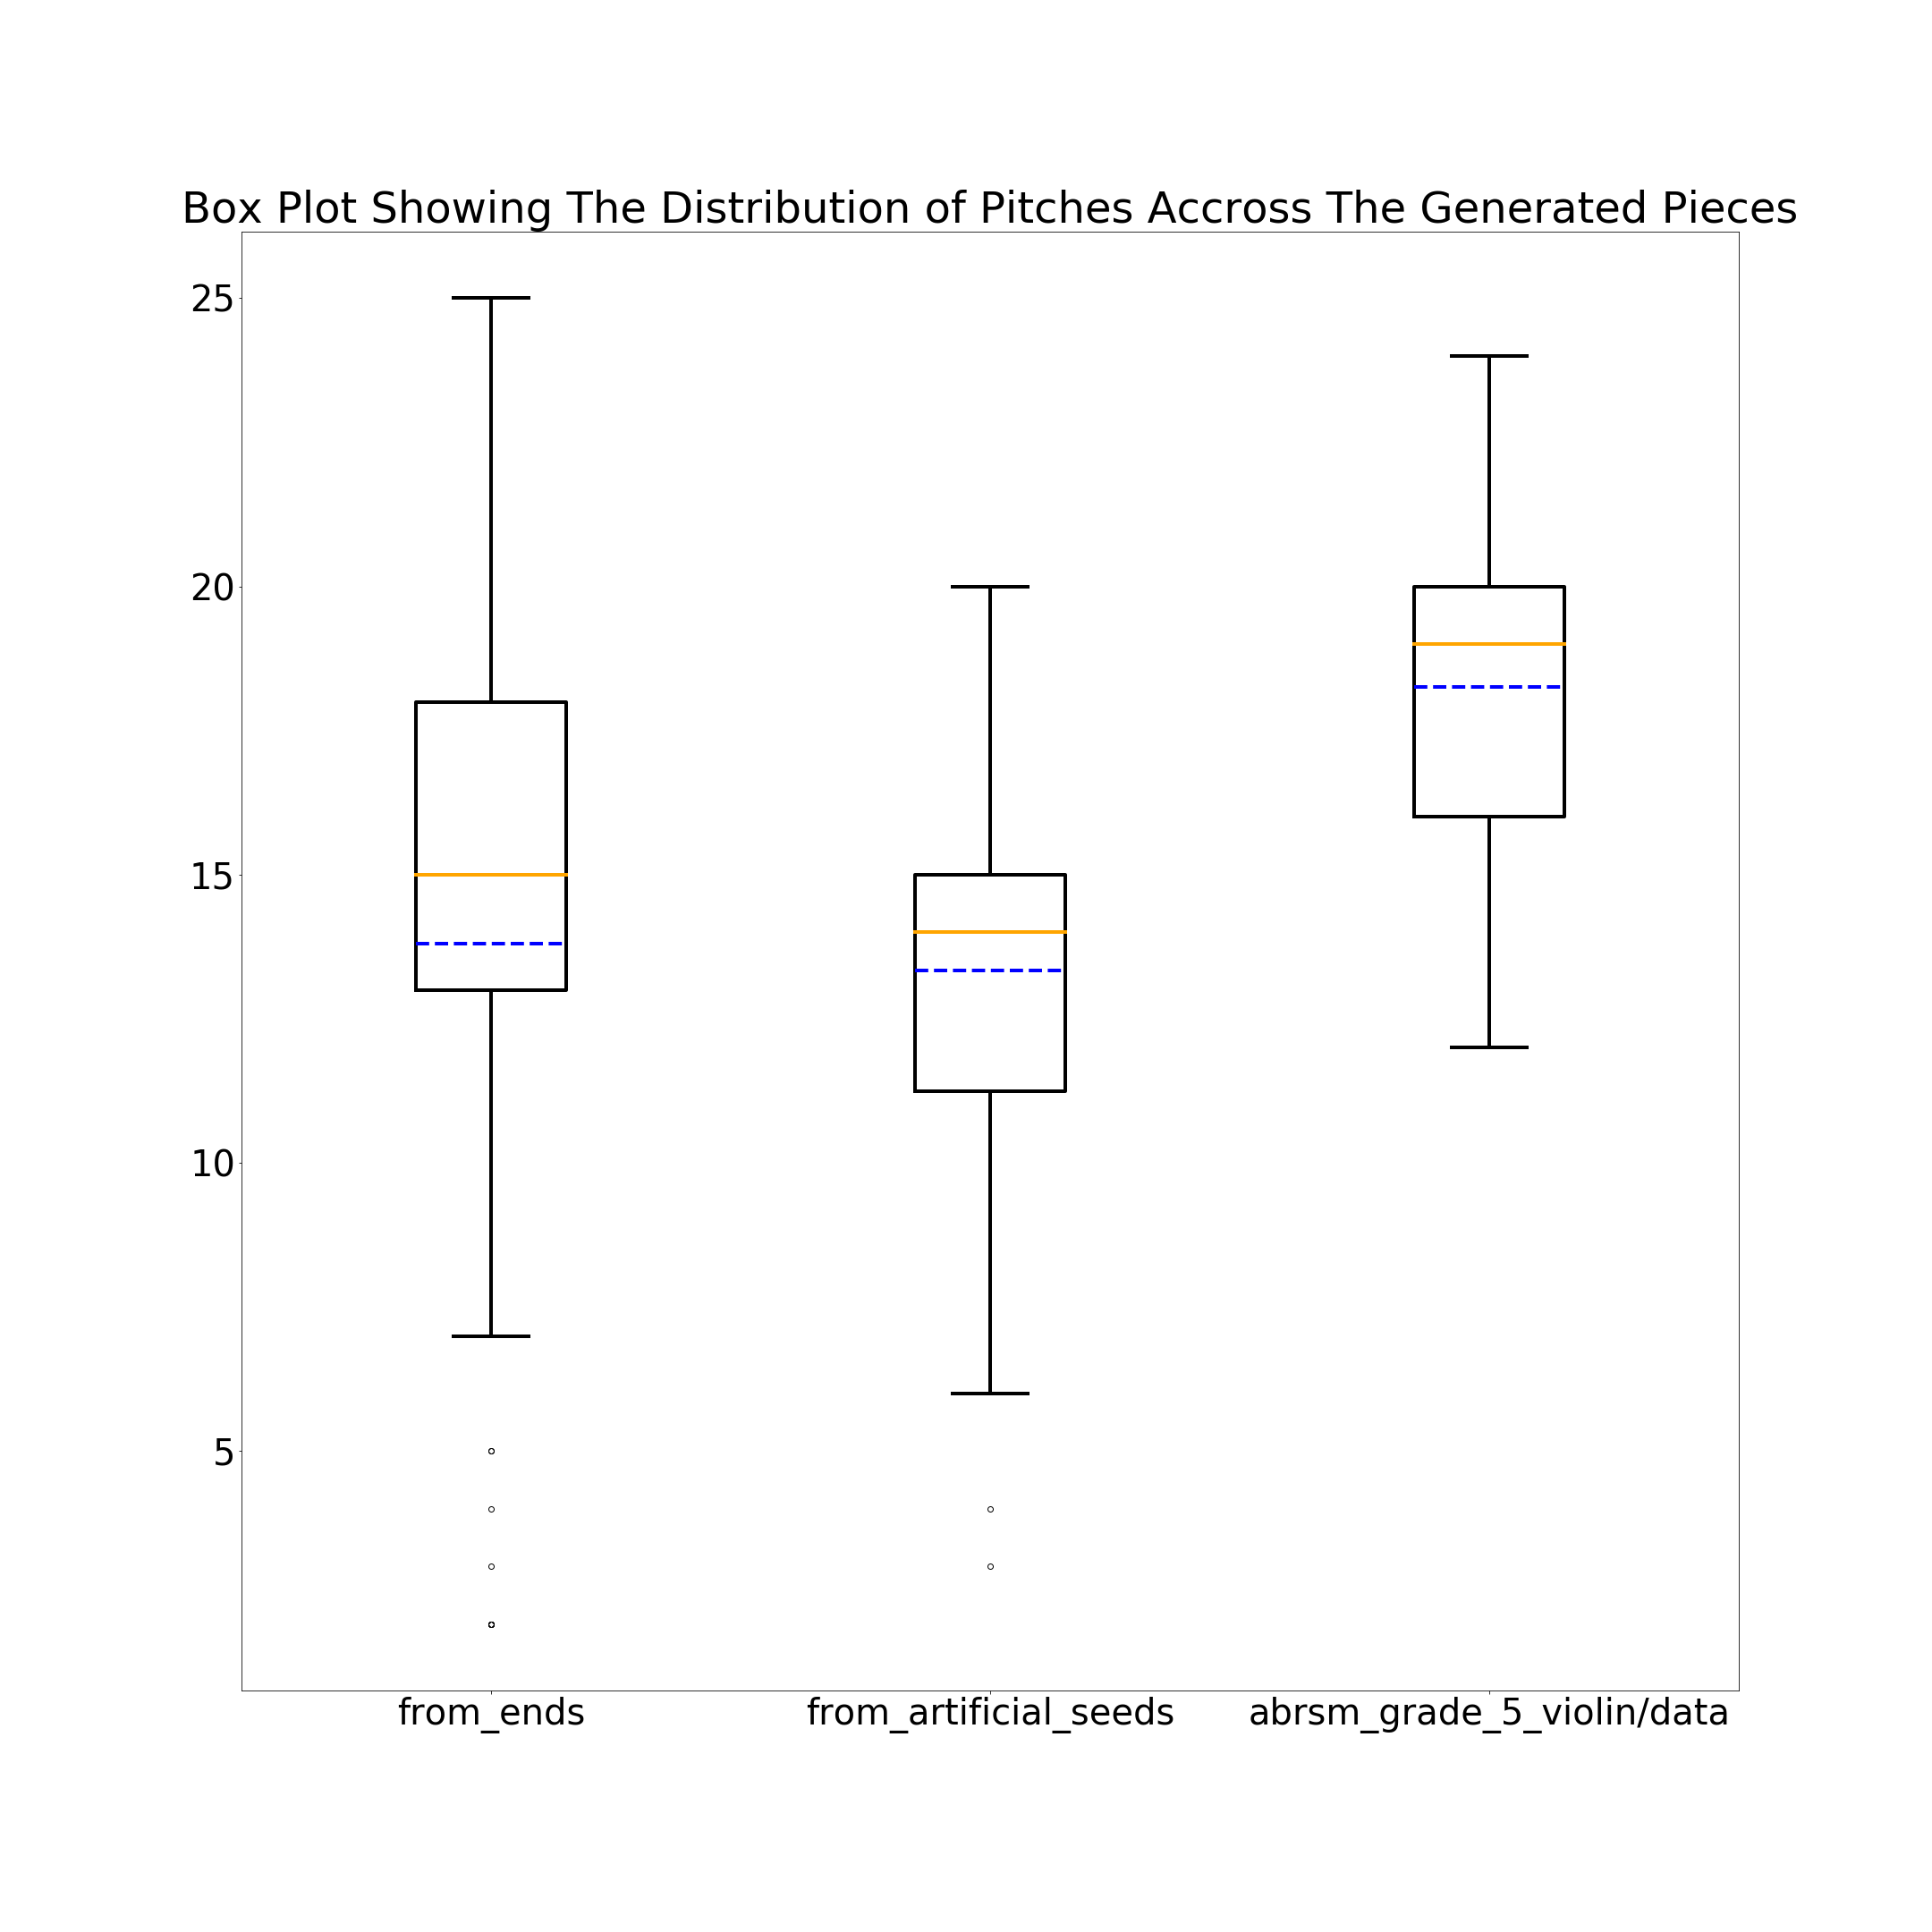 Box Plot Showing The Distribution of Pitches Accross The Generated Pieces
25
20
15
10
5
from_ends from_artificial_seeds abrsm_grade_5_violin/data